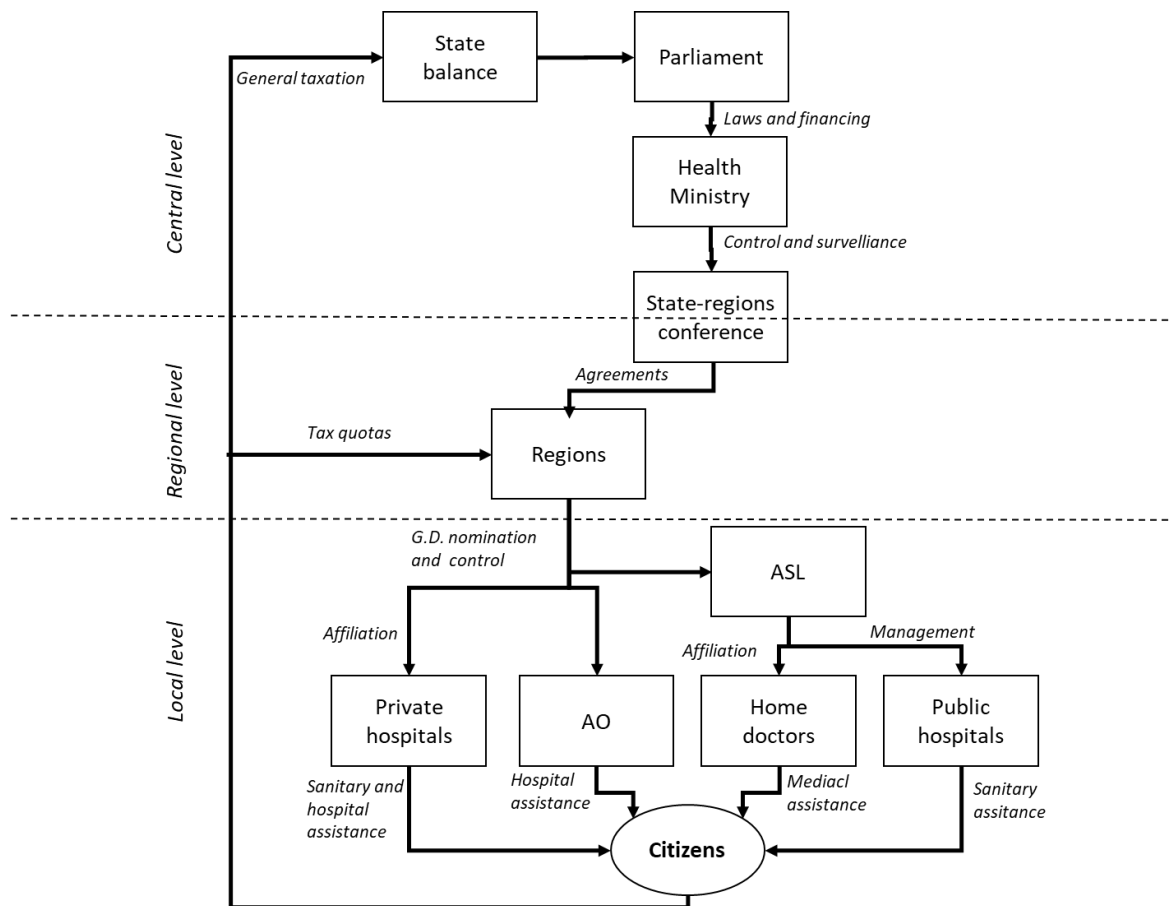 State
balance
Parliament
General taxation
Laws and financing
Health
Ministry
Central level
Control and survelliance
State-regions
conference
Agreements
Regional level
Tax quotas
Regions
G.D. nomination
and  control
ASL
Local level
Affiliation
Affiliation
Management
Private
hospitals
AO
Home
doctors
Public
hospitals
Sanitary and
hospital
assistance
Hospital
assistance
Mediacl
assistance
Sanitary
assitance
Citizens